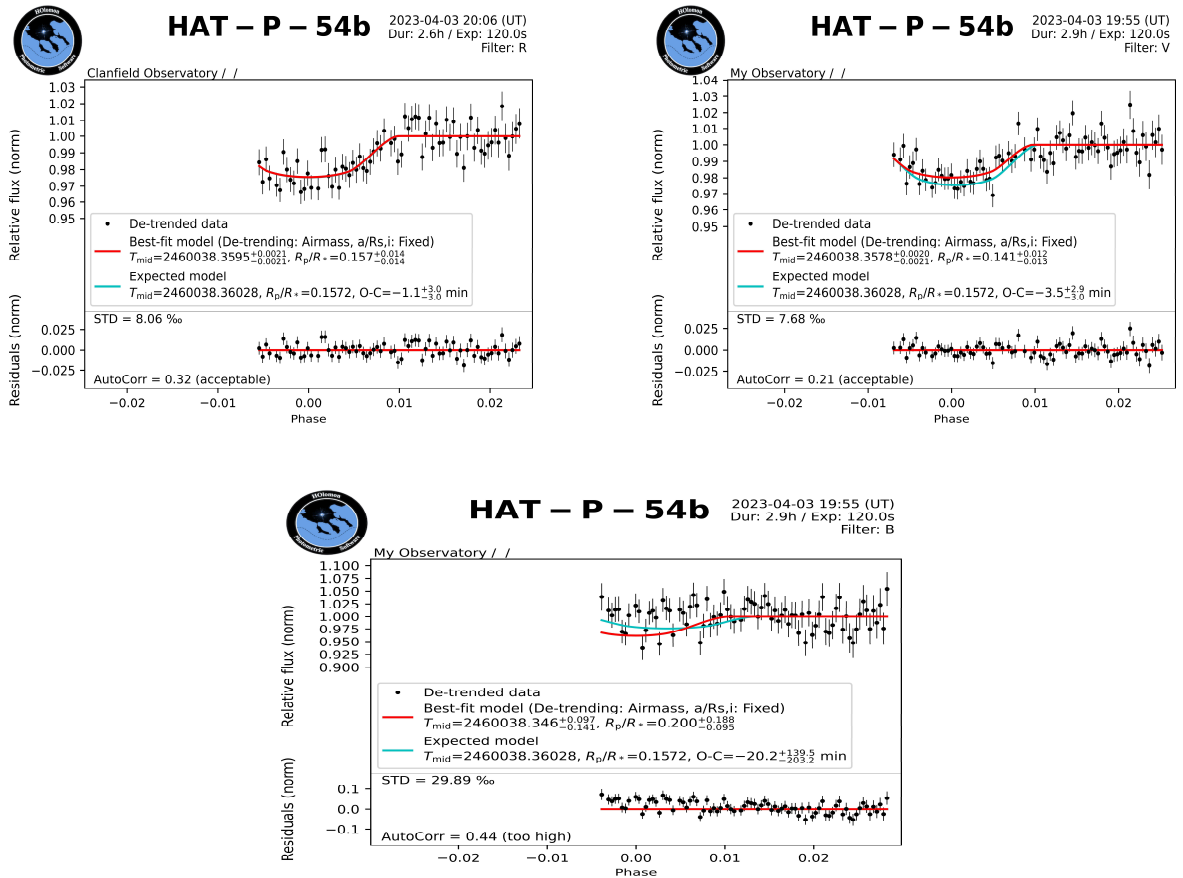 HAT – P – 54b
2023-04-03 20:06 (UT)
Dur: 2.6h / Exp: 120.0s
Filter: R
HOlomon
Photometric Software
Clanfield Observatory / /
1.03
1.02
1.01
1.00
0.99
0.98
0.97
0.96
0.95
Relative flux (norm)
De-trended data
Best-fit model (De-trending: Airmass, a/Rs,i: Fixed)
Tmid=2460038.3595+0.0021−0.0021, Rp/R*=0.157+0.014−0.014
Expected model
Tmid=2460038.36028, Rp/R*=0.1572, O-C=−1.1+3.0−3.0 min
STD = 8.06 ‰
0.025
0.000
−0.025
Residuals (norm)
AutoCorr = 0.32 (acceptable)
−0.02 −0.01 0.00 0.01 0.02
Phase
HAT – P – 54b
2023-04-03 19:55 (UT)
Dur: 2.9h / Exp: 120.0s
Filter: V
HOlomon
Photometric Software
My Observatory / /
1.04
1.03
1.02
1.01
1.00
0.99
0.98
0.97
0.96
0.95
Relative flux (norm)
De-trended data
Best-fit model (De-trending: Airmass, a/Rs,i: Fixed)
Tmid=2460038.3578+0.0020−0.0021, Rp/R*=0.141+0.012−0.013
Expected model
Tmid=2460038.36028, Rp/R*=0.1572, O-C=−3.5+2.9−3.0 min
STD = 7.68 ‰
0.025
0.000
−0.025
Residuals (norm)
AutoCorr = 0.21 (acceptable)
−0.02 −0.01 0.00 0.01 0.02
Phase
HAT – P – 54b
2023-04-03 19:55 (UT)
Dur: 2.9h / Exp: 120.0s
Filter: B
HOlomon
Photometric Software
My Observatory / /
1.100
1.075
1.050
1.025
1.000
0.975
0.950
0.925
0.900
Relative flux (norm)
De-trended data
Best-fit model (De-trending: Airmass, a/Rs,i: Fixed)
Tmid=2460038.346+0.097−0.141, Rp/R*=0.200+0.188−0.095
Expected model
Tmid=2460038.36028, Rp/R*=0.1572, O-C=−20.2+139.5−203.2 min
STD = 29.89 ‰
0.1
0.0
−0.1
Residuals (norm)
AutoCorr = 0.44 (too high)
−0.02 −0.01 0.00 0.01 0.02
Phase